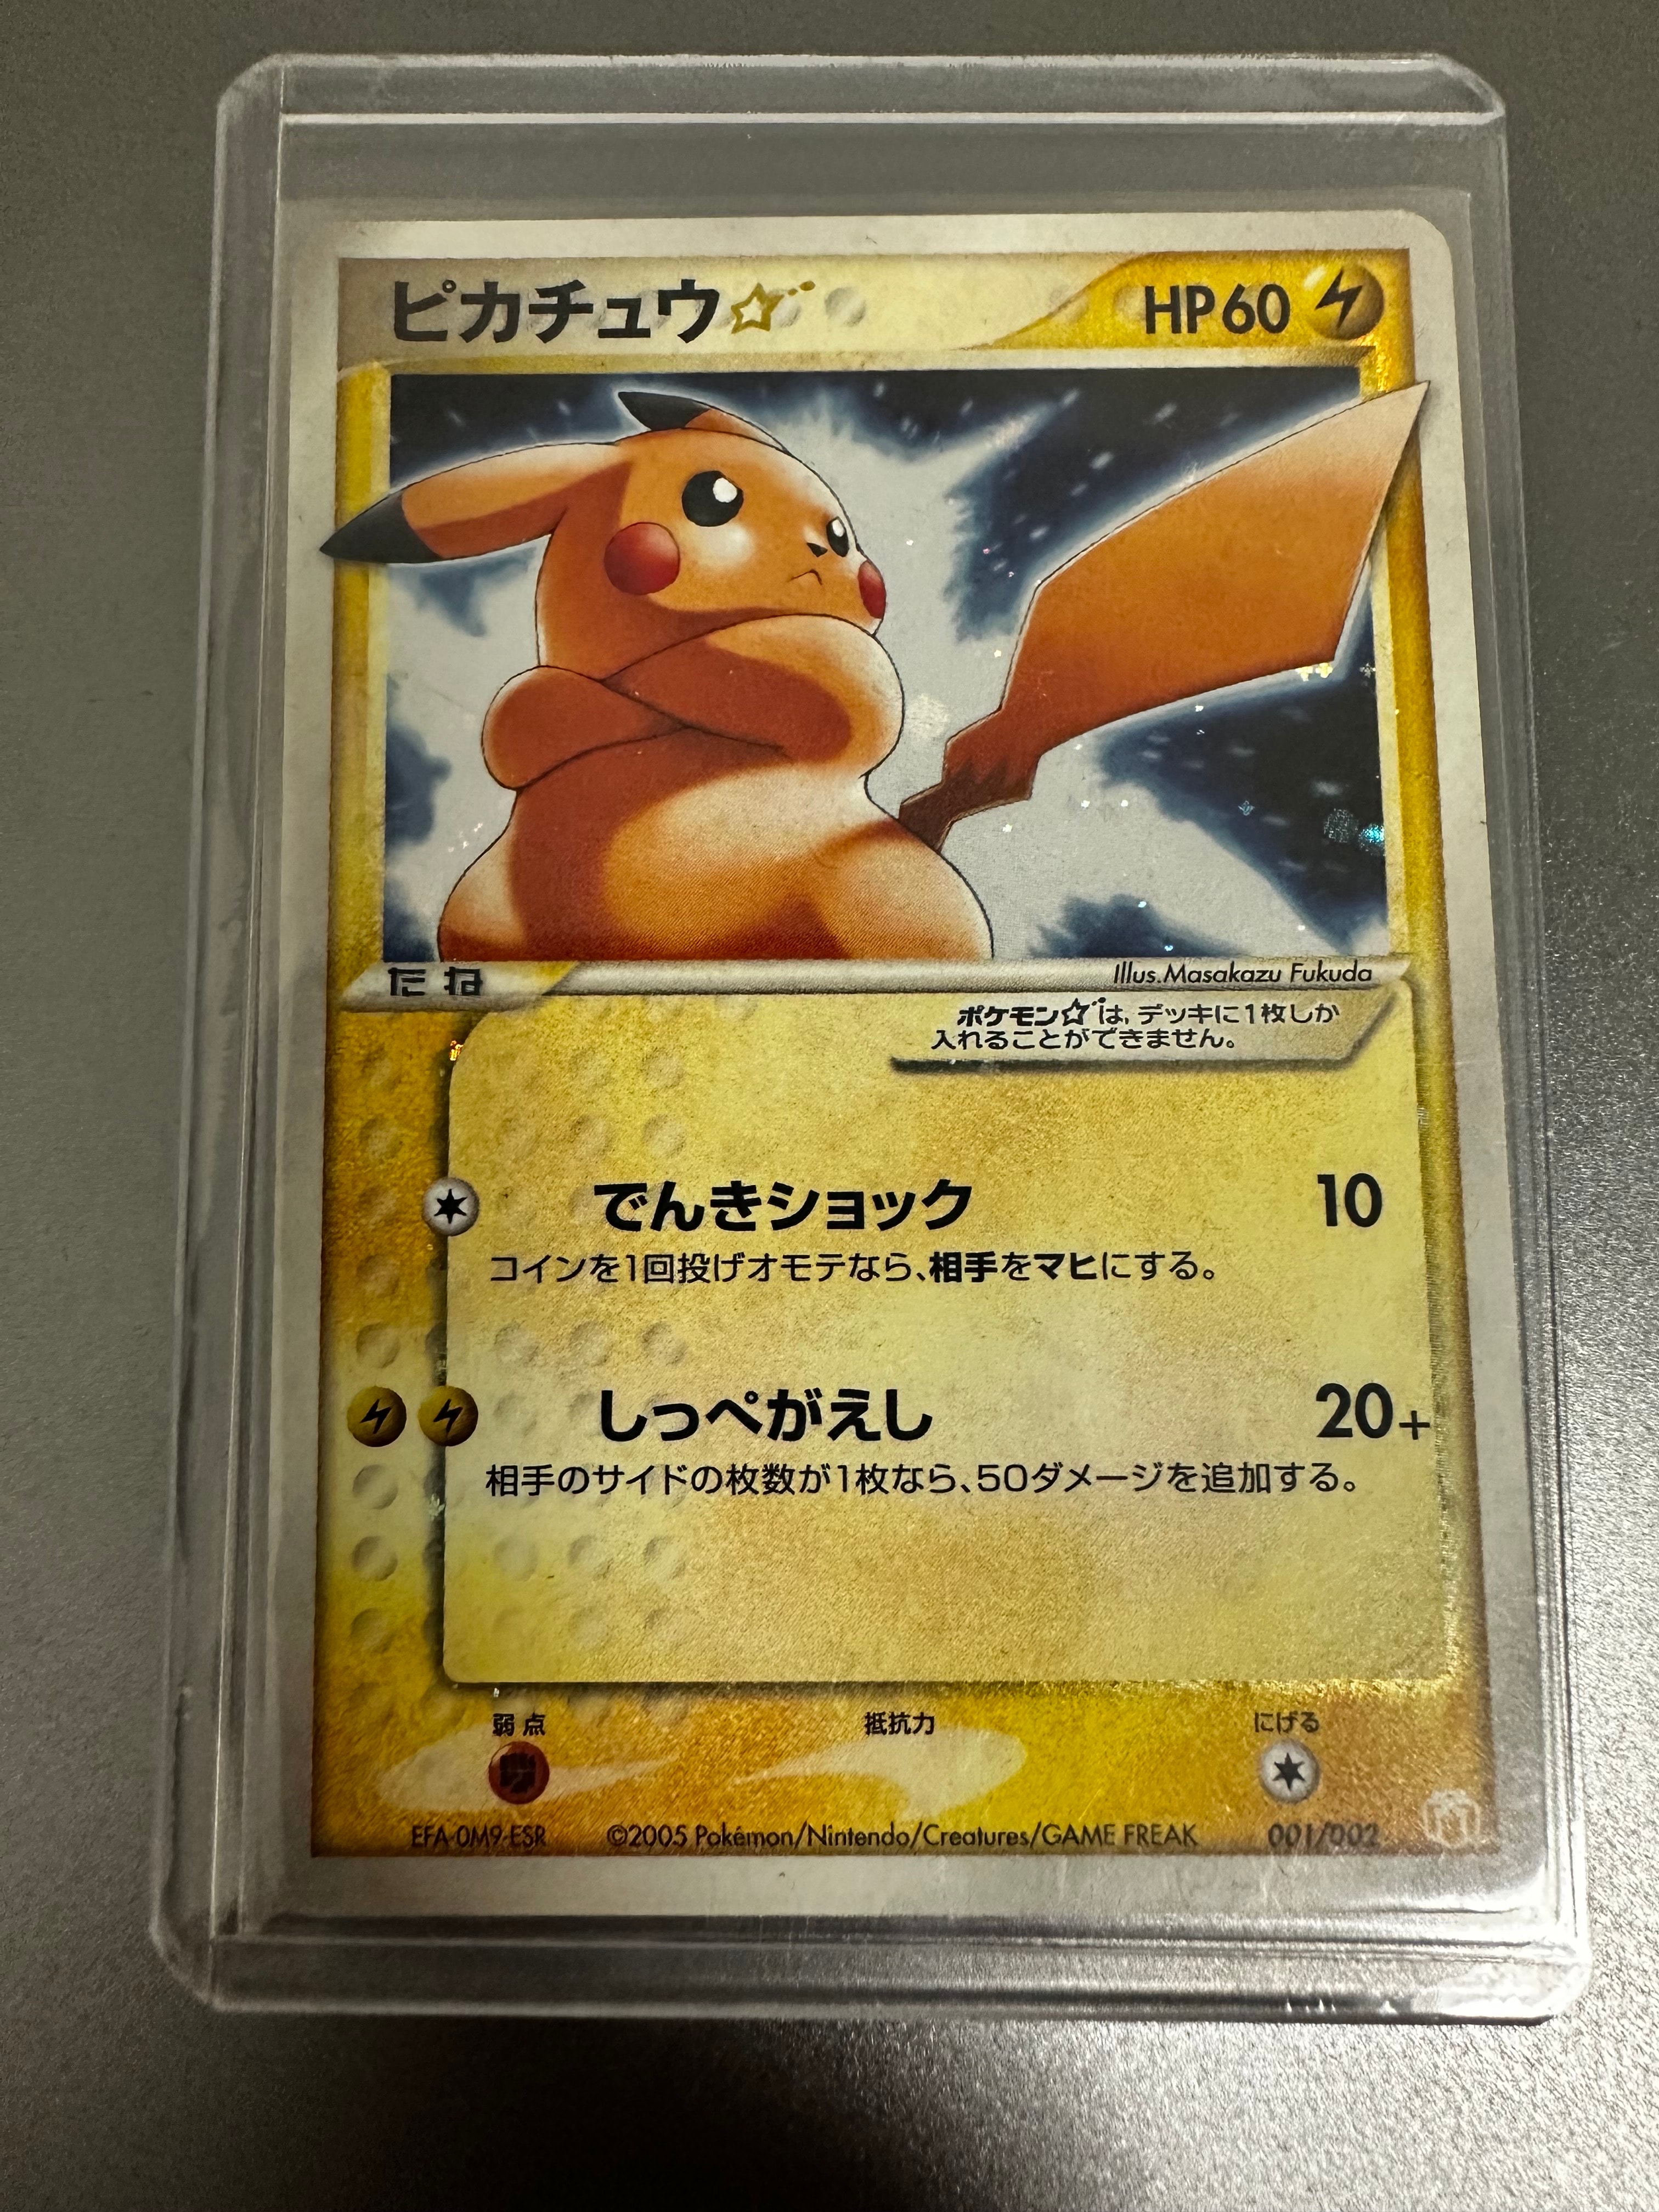 ピカチュウ☆ HP60
たね
Illus.Masakazu Fukuda
ポケモン☆は、デッキに1枚しか
入れることができません。
でんきショック 10
コインを1回投げオモテなら、相手をマヒにする。
しっぺがえし 20+
相手のサイドの枚数が1枚なら、50ダメージを追加する。
弱点 抵抗力 にげる
EFA-0M9-ESR ©2005 Pokémon/Nintendo/Creatures/GAME FREAK 001/002